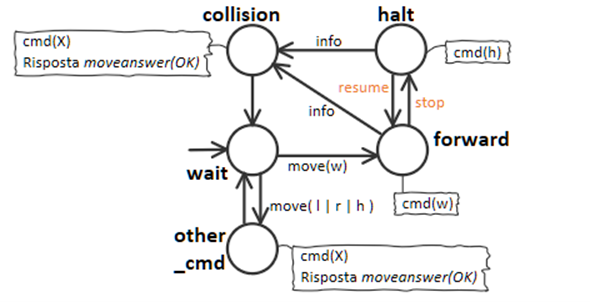 collision
halt
cmd(X)
Risposta moveanswer(OK)
info
cmd(h)
resume
stop
info
forward
wait
move(w)
cmd(w)
move( l | r | h )
other
_cmd
cmd(X)
Risposta moveanswer(OK)